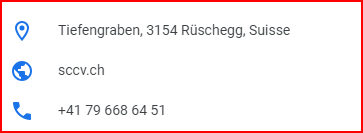 Tiefengraben, 3154 Rüschegg, Suisse
sccv.ch
+41 79 668 64 51